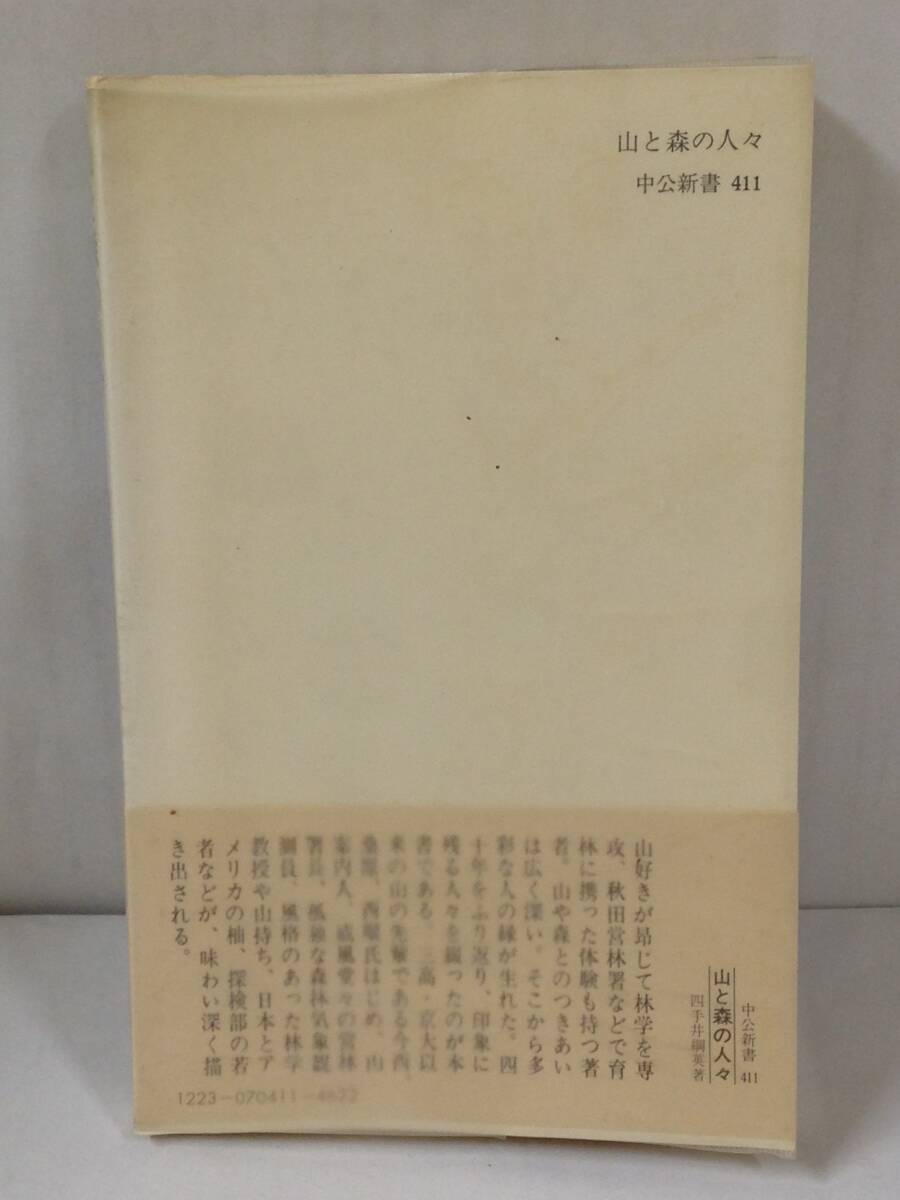 山と森の人々
中公新書 411
中公新書 411
山と森の人々
四手井綱英著
山好きが昂じて林学を専
攻、秋田営林署などで育
林に携った体験も持つ著
者。山や森とのつきあい
は広く深い。そこから多
彩な人の縁が生れた。四
十年をふり返り、印象に
残る人々を綴ったのが本
書である。三高・京大以
来の山の先輩である今西、
桑原、西堀氏はじめ、山
案内人、威風堂々の営林
署長、孤独な森林気象観
測員、風格のあった林学
教授や山持ち、日本とア
メリカの杣、探検部の若
者などが、味わい深く描
き出される。
1223-070411-4622